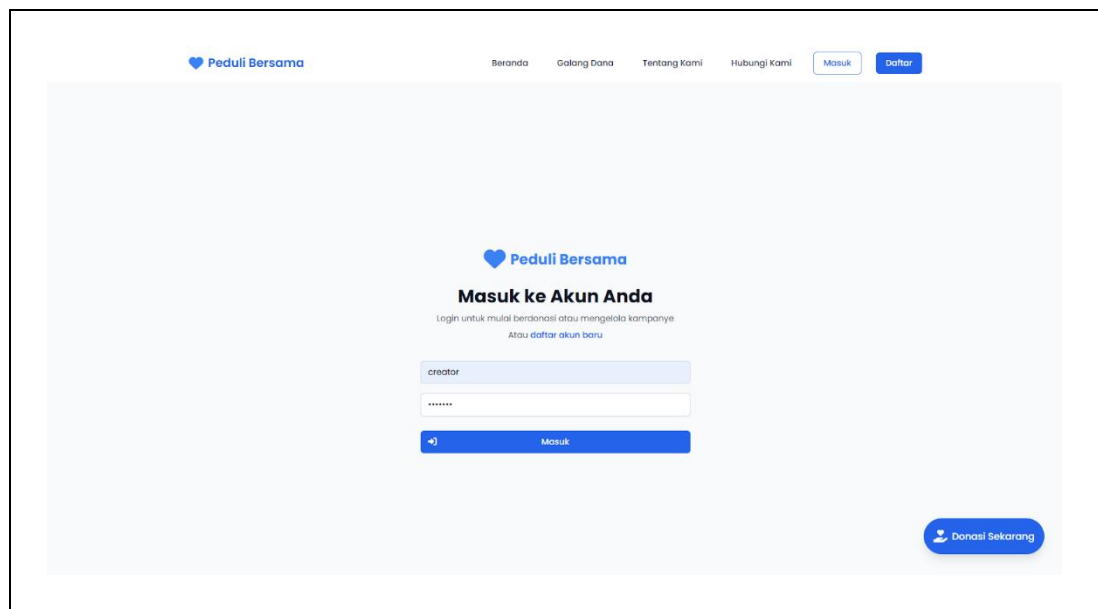 Peduli Bersama
Beranda Galang Dana Tentang Kami Hubungi Kami Masuk Daftar
Peduli Bersama
Masuk ke Akun Anda
Login untuk mulai berdonasi atau mengelola kampanye
Atau daftar akun baru
creator
•••••••
Masuk
Donasi Sekarang